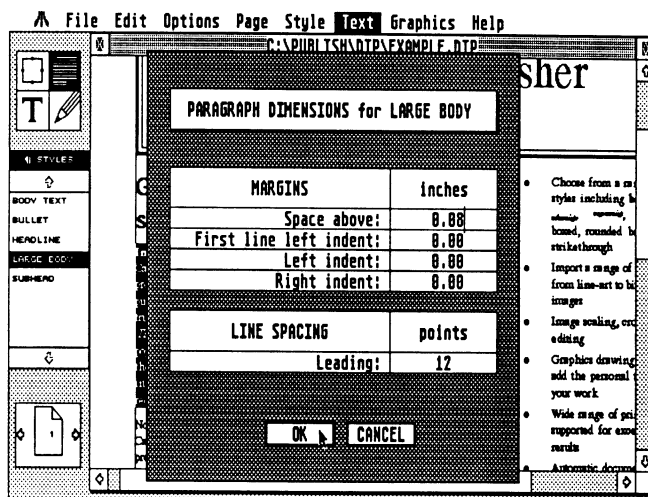 File Edit Options Page Style Text Graphics Help
C:\PUBLISH\DTP\EXAMPLE.DTP
sher
T
¶ STYLES
BODY TEXT
BULLET
HEADLINE
LARGE BODY
SUBHEAD
1
PARAGRAPH DIMENSIONS for LARGE BODY
MARGINS inches
Space above: 0.08
First line left indent: 0.00
Left indent: 0.00
Right indent: 0.00
LINE SPACING points
Leading: 12
OK CANCEL
• Choose from a
styles including
boxed, rounded
strikethrough
• Import a range of
from line-art to
images
• Image scaling,
editing
• Graphics drawing
add the personal
your work
• Wide range of
supported for
results
• Automatic